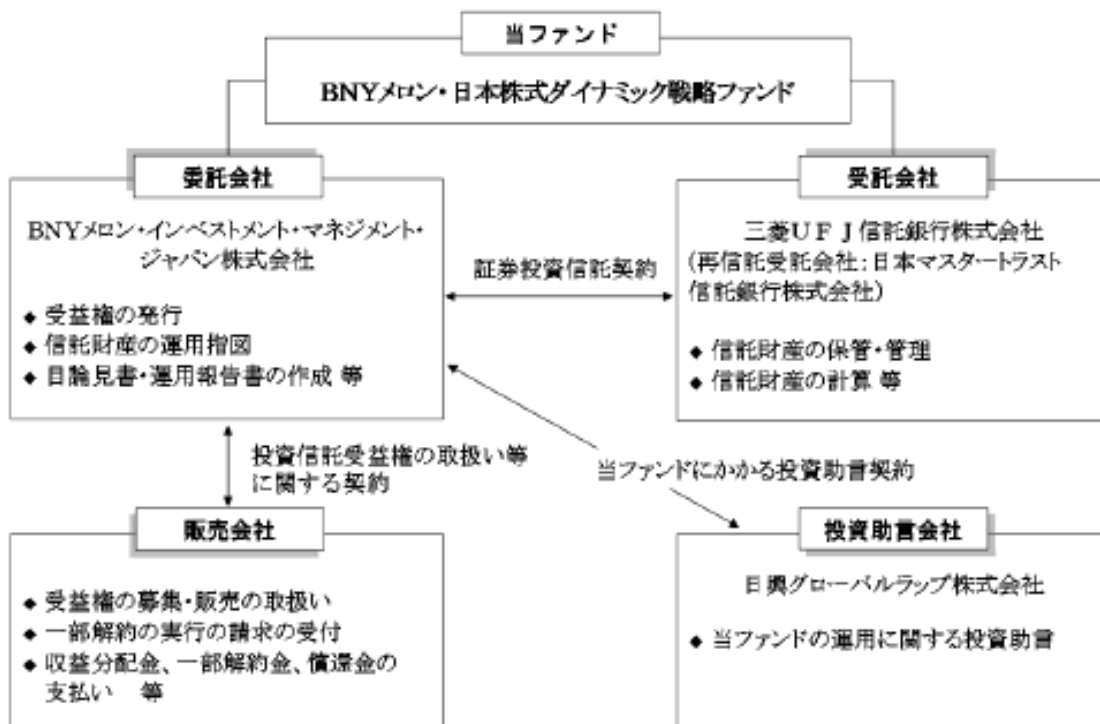 当ファンド
BNYメロン・日本株式ダイナミック戦略ファンド
委託会社
BNYメロン・インベストメント・マネジメント・
ジャパン株式会社
◆ 受益権の発行
◆ 信託財産の運用指図
◆ 目論見書・運用報告書の作成 等
証券投資信託契約
受託会社
三菱UFJ信託銀行株式会社
(再信託受託会社:日本マスタートラスト
信託銀行株式会社)
◆ 信託財産の保管・管理
◆ 信託財産の計算 等
投資信託受益権の取扱い等
に関する契約
当ファンドにかかる投資助言契約
販売会社
◆ 受益権の募集・販売の取扱い
◆ 一部解約の実行の請求の受付
◆ 収益分配金、一部解約金、償還金の
支払い 等
投資助言会社
日興グローバルラップ株式会社
◆ 当ファンドの運用に関する投資助言